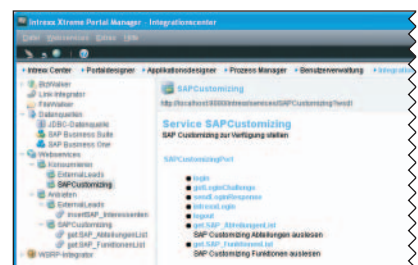 Intrexx Xtreme Portal Manager - Integrationscenter
Datei Webservices Extras Hilfe
Intrexx Center Portaldesigner Applikationsdesigner Prozess Manager Benutzerverwaltung
BizWalker
Link-Integrator
FileWalker
Datenquellen
JDBC-Datenquelle
SAP Business Suite
SAP Business One
Webservices
Konsumieren
ExternalLeads
SAPCustomizing
Anbieten
ExternalLeads
insertSAP_Interessenten
SAPCustomizing
get.SAP_AbteilungenList
get.SAP_FunktionenList
WSRP-Integrator
SAPCustomizing
Service SAPCustomizing
SAP Customizing zur Verfügung stellen
SAPCustomizingPort
login
getLoginChallenge
sendLoginResponse
intrexxLogin
logout
get.SAP_AbteilungenList
SAP Customizing Abteilungen auslesen
get.SAP_FunktionenList
SAP Customizing Funktionen auslesen